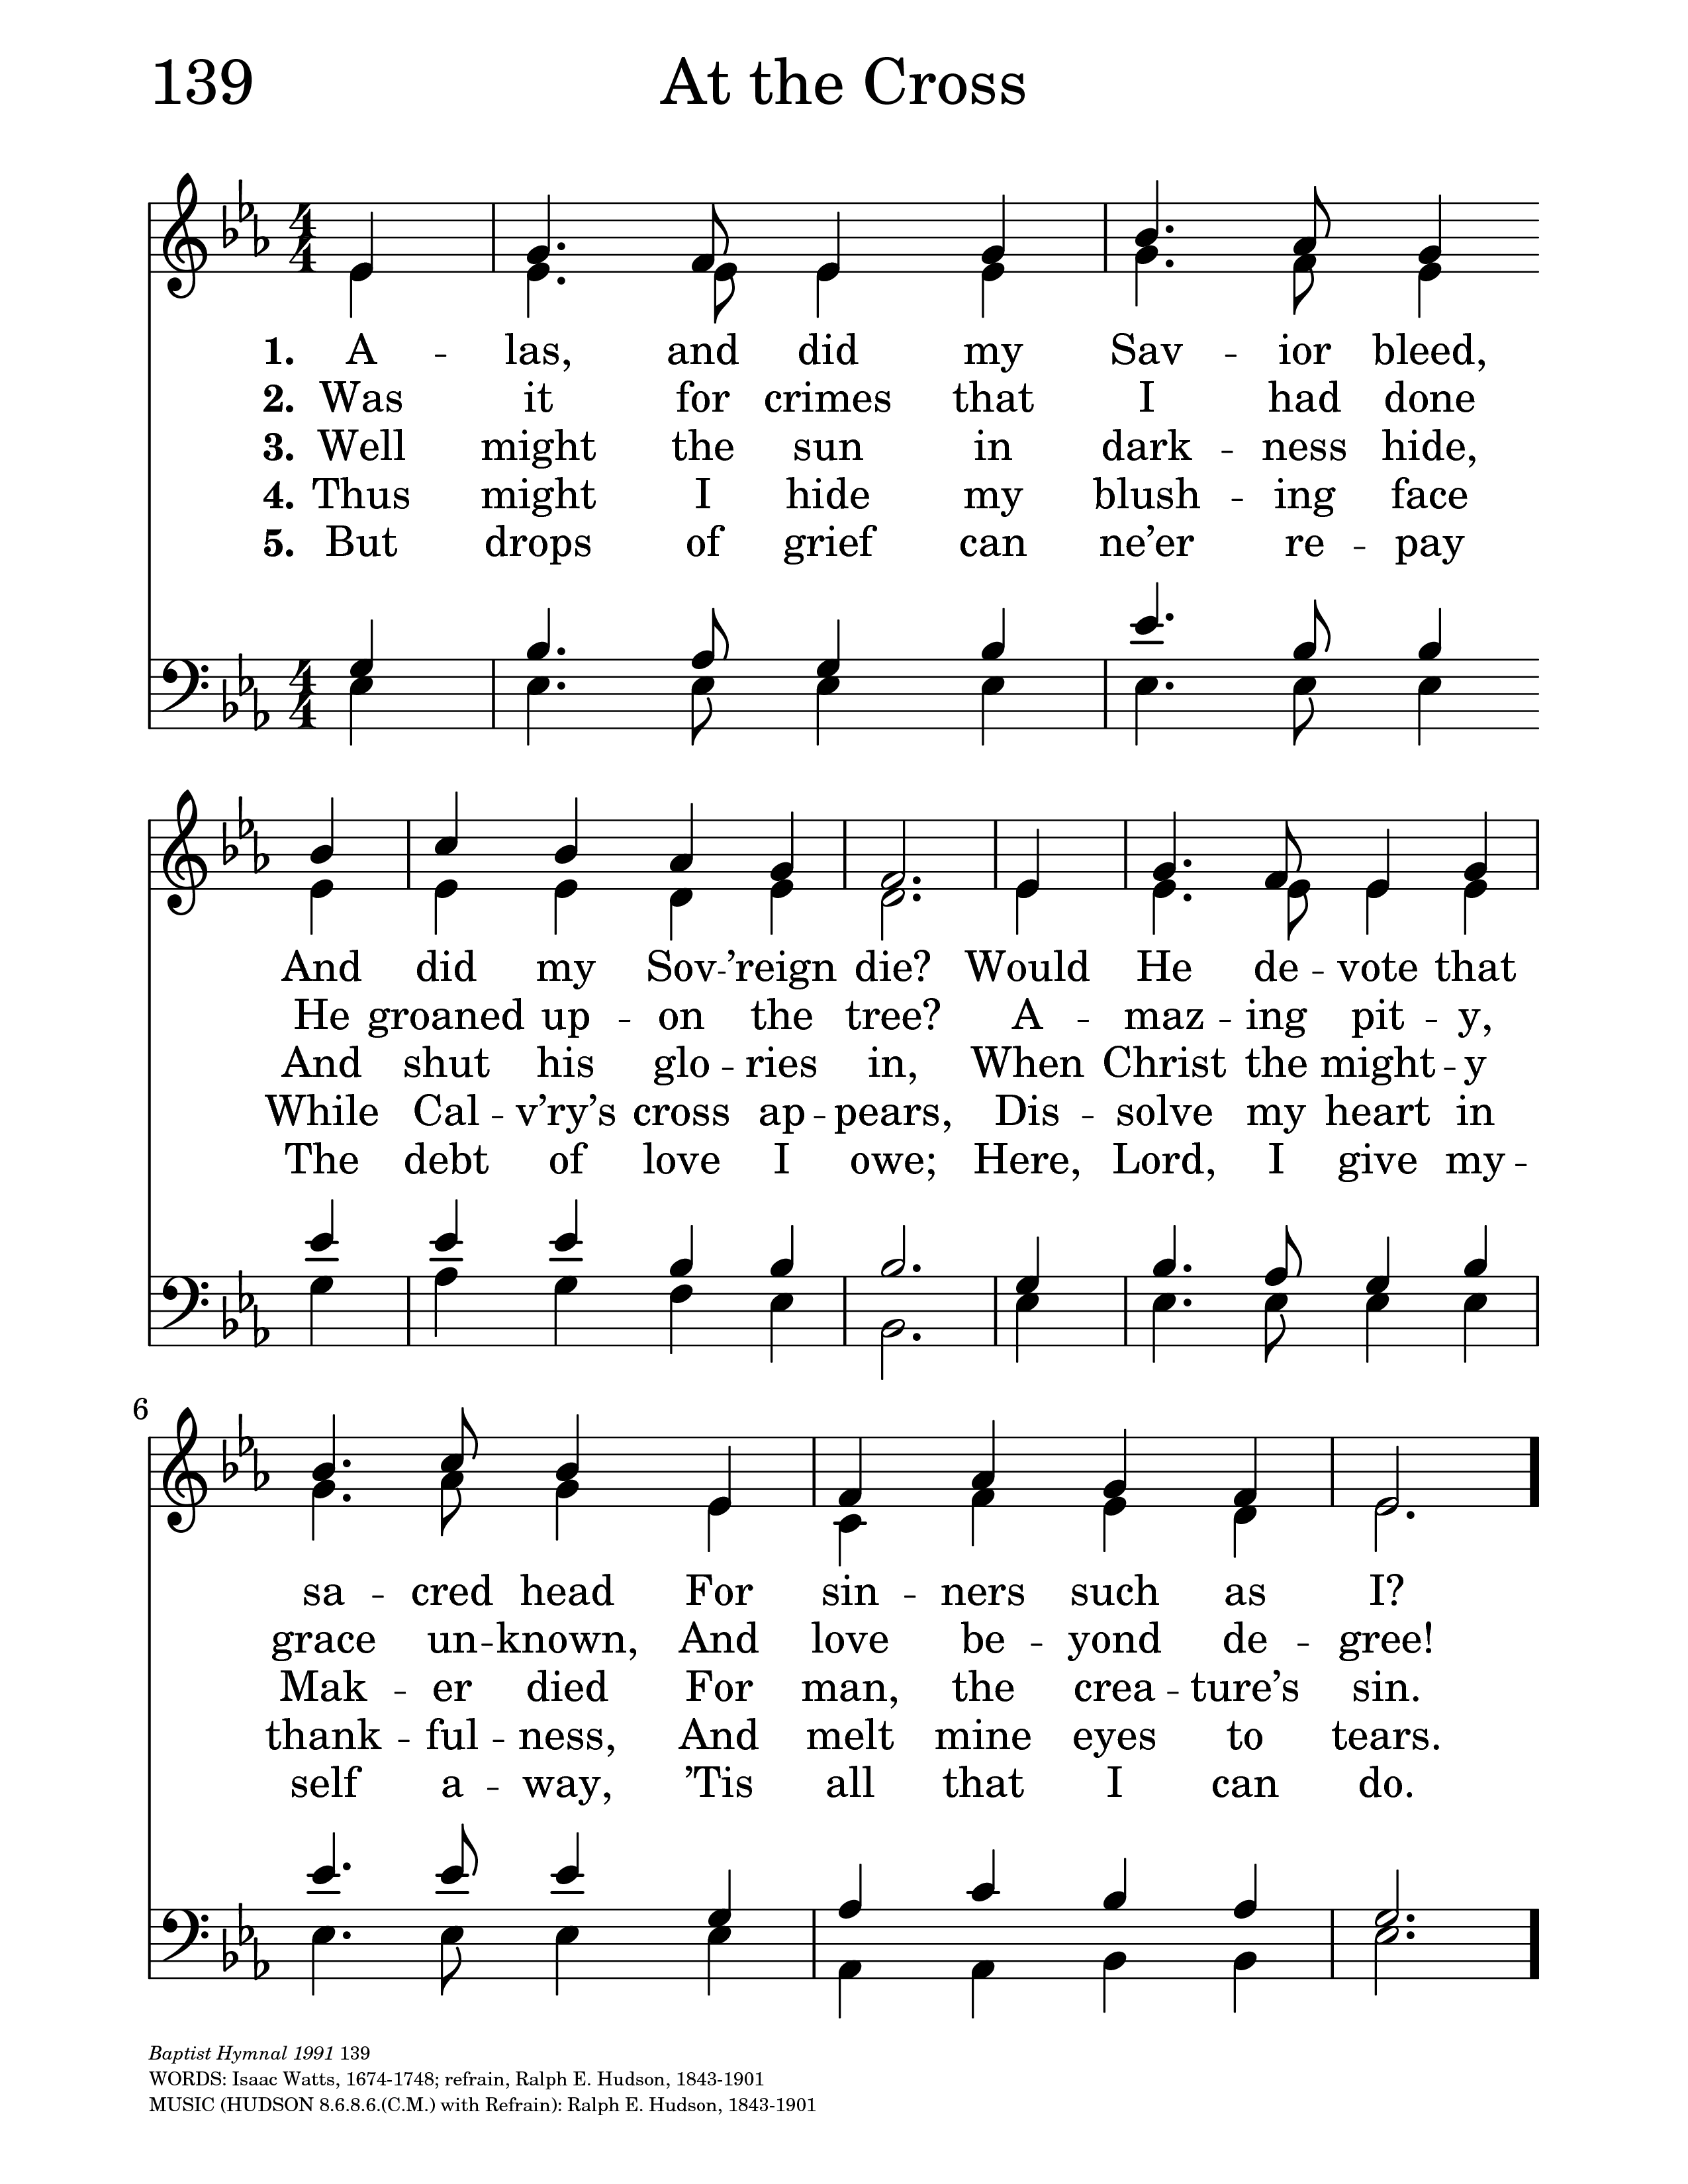 139 At the Cross
1. A - las, and did my Sav - ior bleed,
2. Was it for crimes that I had done
3. Well might the sun in dark - ness hide,
4. Thus might I hide my blush - ing face
5. But drops of grief can ne’er re - pay
And did my Sov - ’reign die? Would He de - vote that
He groaned up - on the tree? A - maz - ing pit - y,
And shut his glo - ries in, When Christ the might - y
While Cal - v’ry’s cross ap - pears, Dis - solve my heart in
The debt of love I owe; Here, Lord, I give my -
6
sa - cred head For sin - ners such as I?
grace un - known, And love be - yond de - gree!
Mak - er died For man, the crea - ture’s sin.
thank - ful - ness, And melt mine eyes to tears.
self a - way, ’Tis all that I can do.
Baptist Hymnal 1991 139
WORDS: Isaac Watts, 1674-1748; refrain, Ralph E. Hudson, 1843-1901
MUSIC (HUDSON 8.6.8.6.(C.M.) with Refrain): Ralph E. Hudson, 1843-1901